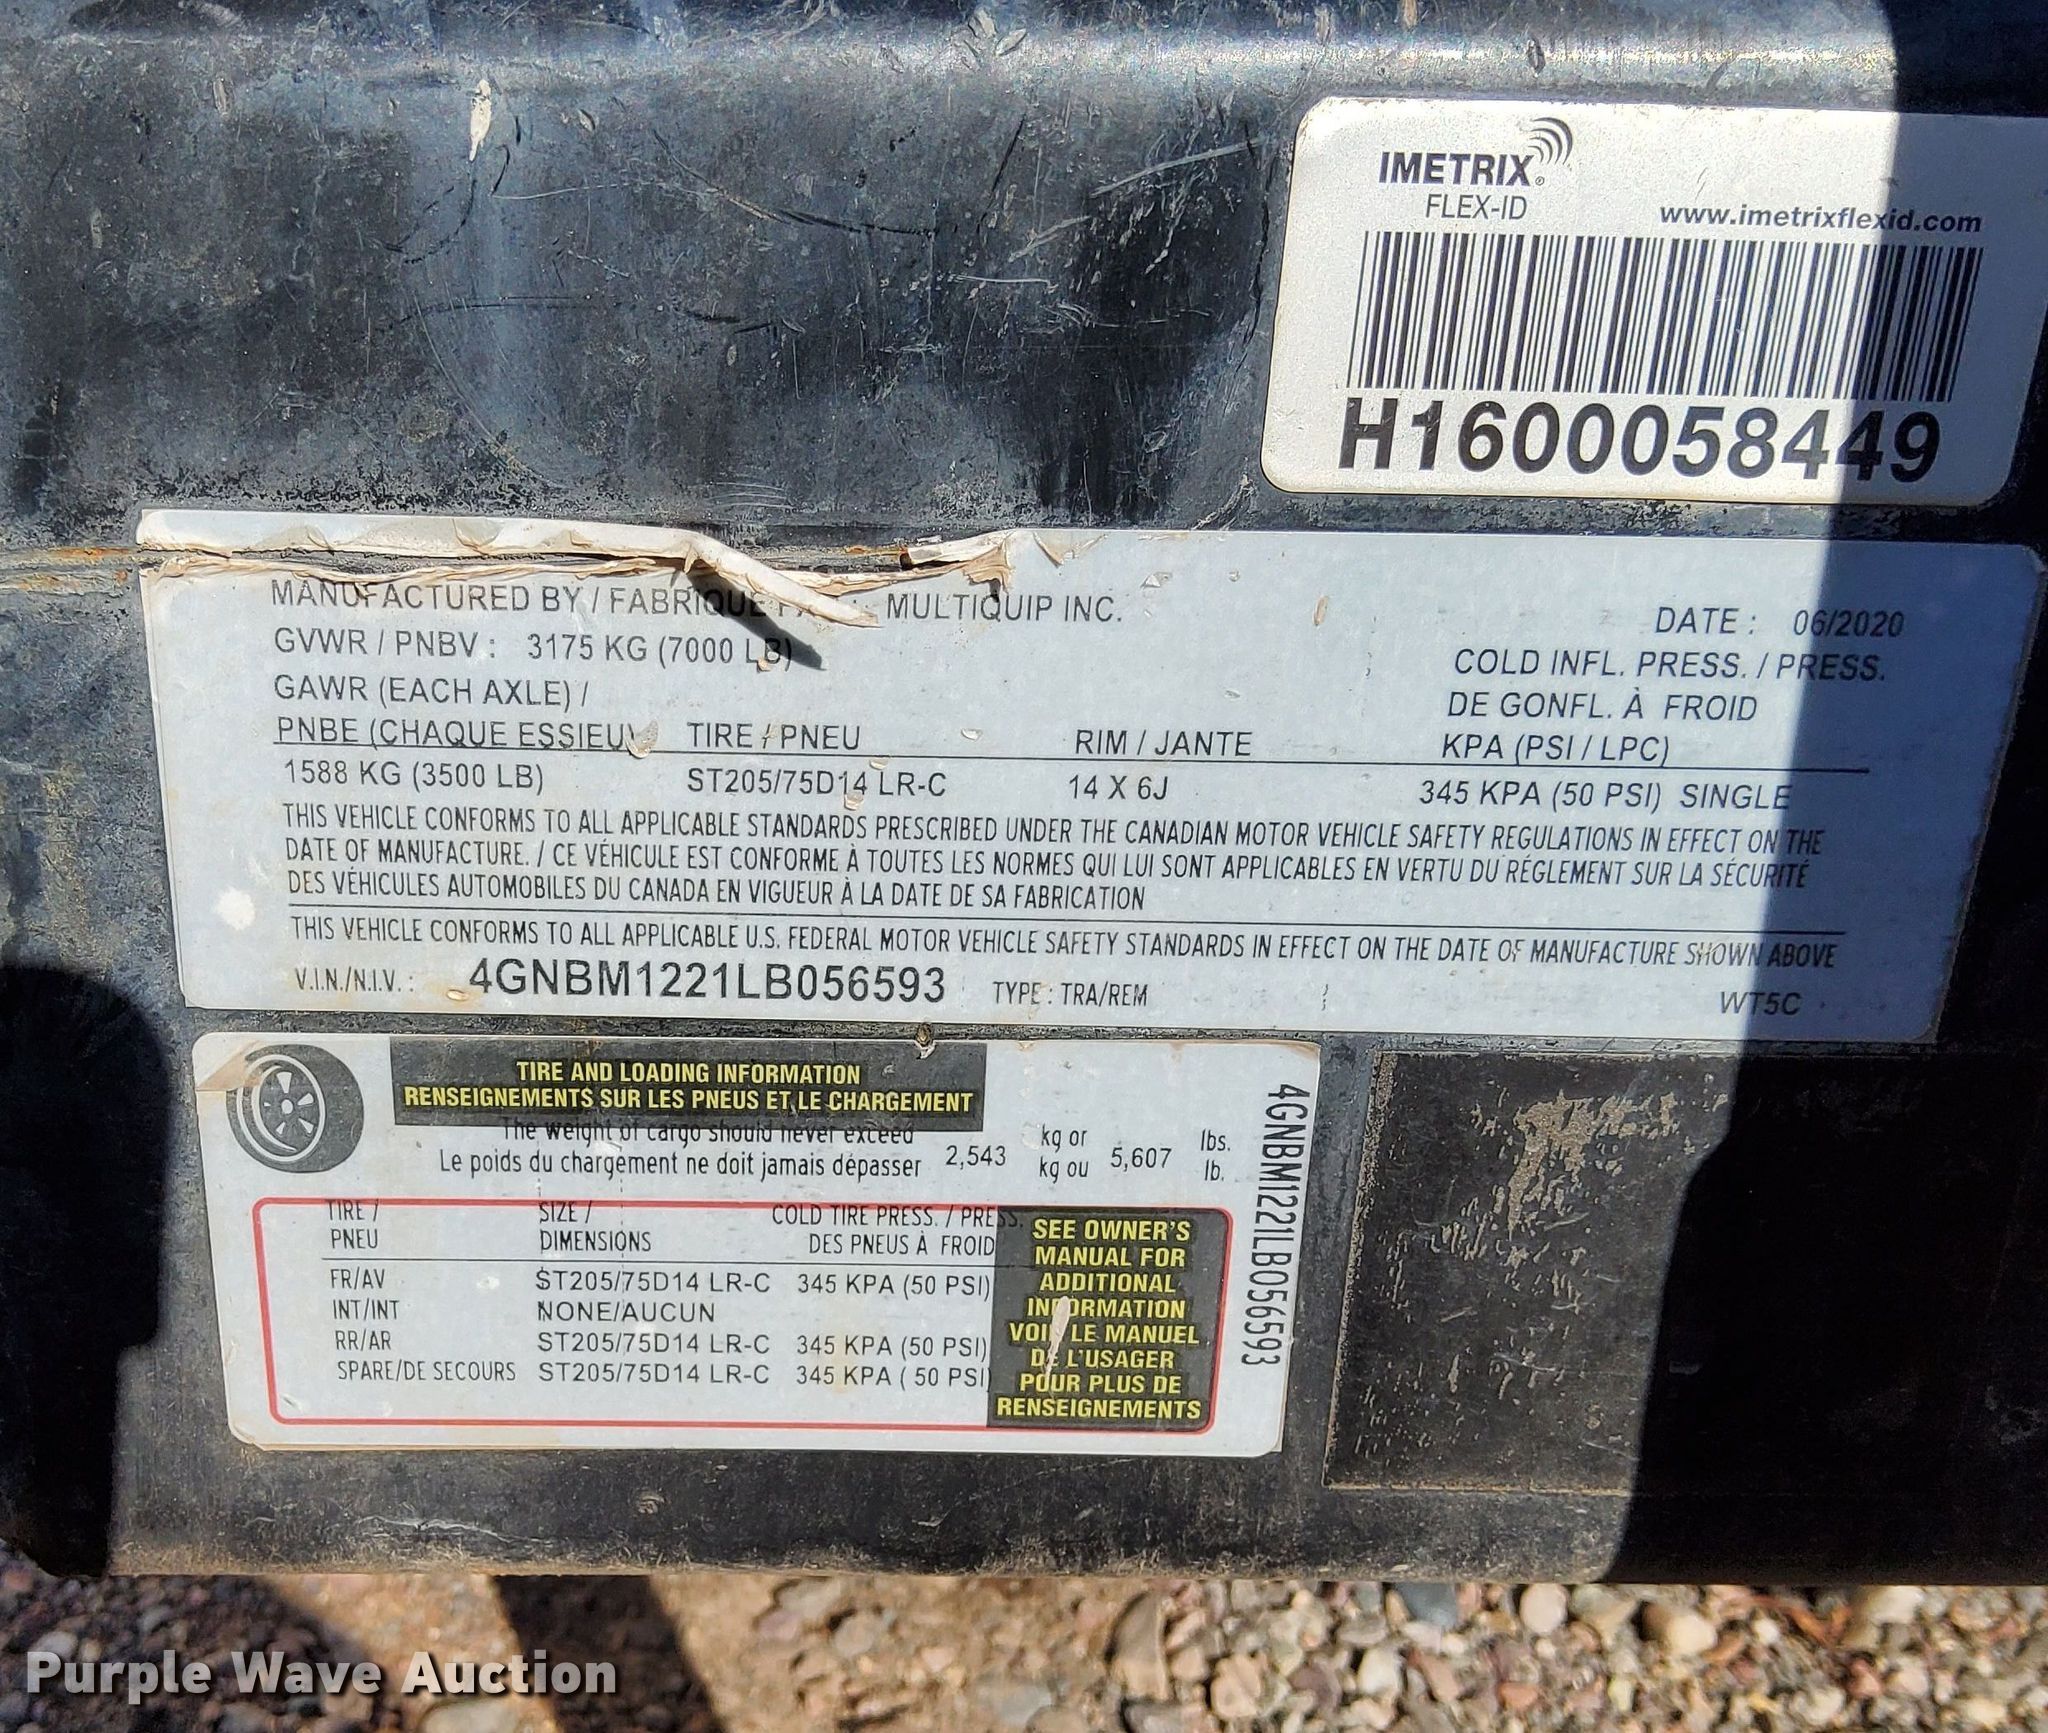 IMETRIX®
FLEX-ID
www.imetrixflexid.com
H1600058449
MANUFACTURED BY / FABRIQUE : MULTIQUIP INC.
DATE : 06/2020
GVWR / PNBV : 3175 KG (7000 LB)
COLD INFL. PRESS. / PRESS.
GAWR (EACH AXLE) /
DE GONFL. À FROID
PNBE (CHAQUE ESSIEU) TIRE / PNEU RIM / JANTE KPA (PSI / LPC)
1588 KG (3500 LB) ST205/75D14 LR-C 14 X 6J 345 KPA (50 PSI) SINGLE
THIS VEHICLE CONFORMS TO ALL APPLICABLE STANDARDS PRESCRIBED UNDER THE CANADIAN MOTOR VEHICLE SAFETY REGULATIONS IN EFFECT ON THE
DATE OF MANUFACTURE. / CE VÉHICULE EST CONFORME À TOUTES LES NORMES QUI LUI SONT APPLICABLES EN VERTU DU RÉGLEMENT SUR LA SÉCURITÉ
DES VÉHICULES AUTOMOBILES DU CANADA EN VIGUEUR À LA DATE DE SA FABRICATION
THIS VEHICLE CONFORMS TO ALL APPLICABLE U.S. FEDERAL MOTOR VEHICLE SAFETY STANDARDS IN EFFECT ON THE DATE OF MANUFACTURE SHOWN ABOVE
V.I.N./N.I.V. : 4GNBM1221LB056593 TYPE : TRA/REM WT5C
TIRE AND LOADING INFORMATION
RENSEIGNEMENTS SUR LES PNEUS ET LE CHARGEMENT
The weight of cargo should never exceed kg or lbs.
Le poids du chargement ne doit jamais dépasser 2,543 kg ou 5,607 lb.
TIRE / SIZE / COLD TIRE PRESS. / PRESS.
PNEU DIMENSIONS DES PNEUS À FROID
FR/AV ST205/75D14 LR-C 345 KPA (50 PSI)
INT/INT NONE/AUCUN
RR/AR ST205/75D14 LR-C 345 KPA (50 PSI)
SPARE/DE SECOURS ST205/75D14 LR-C 345 KPA ( 50 PSI)
SEE OWNER'S
MANUAL FOR
ADDITIONAL
INFORMATION
VOIR LE MANUEL
DE L'USAGER
POUR PLUS DE
RENSEIGNEMENTS
4GNBM1221LB056593
Purple Wave Auction